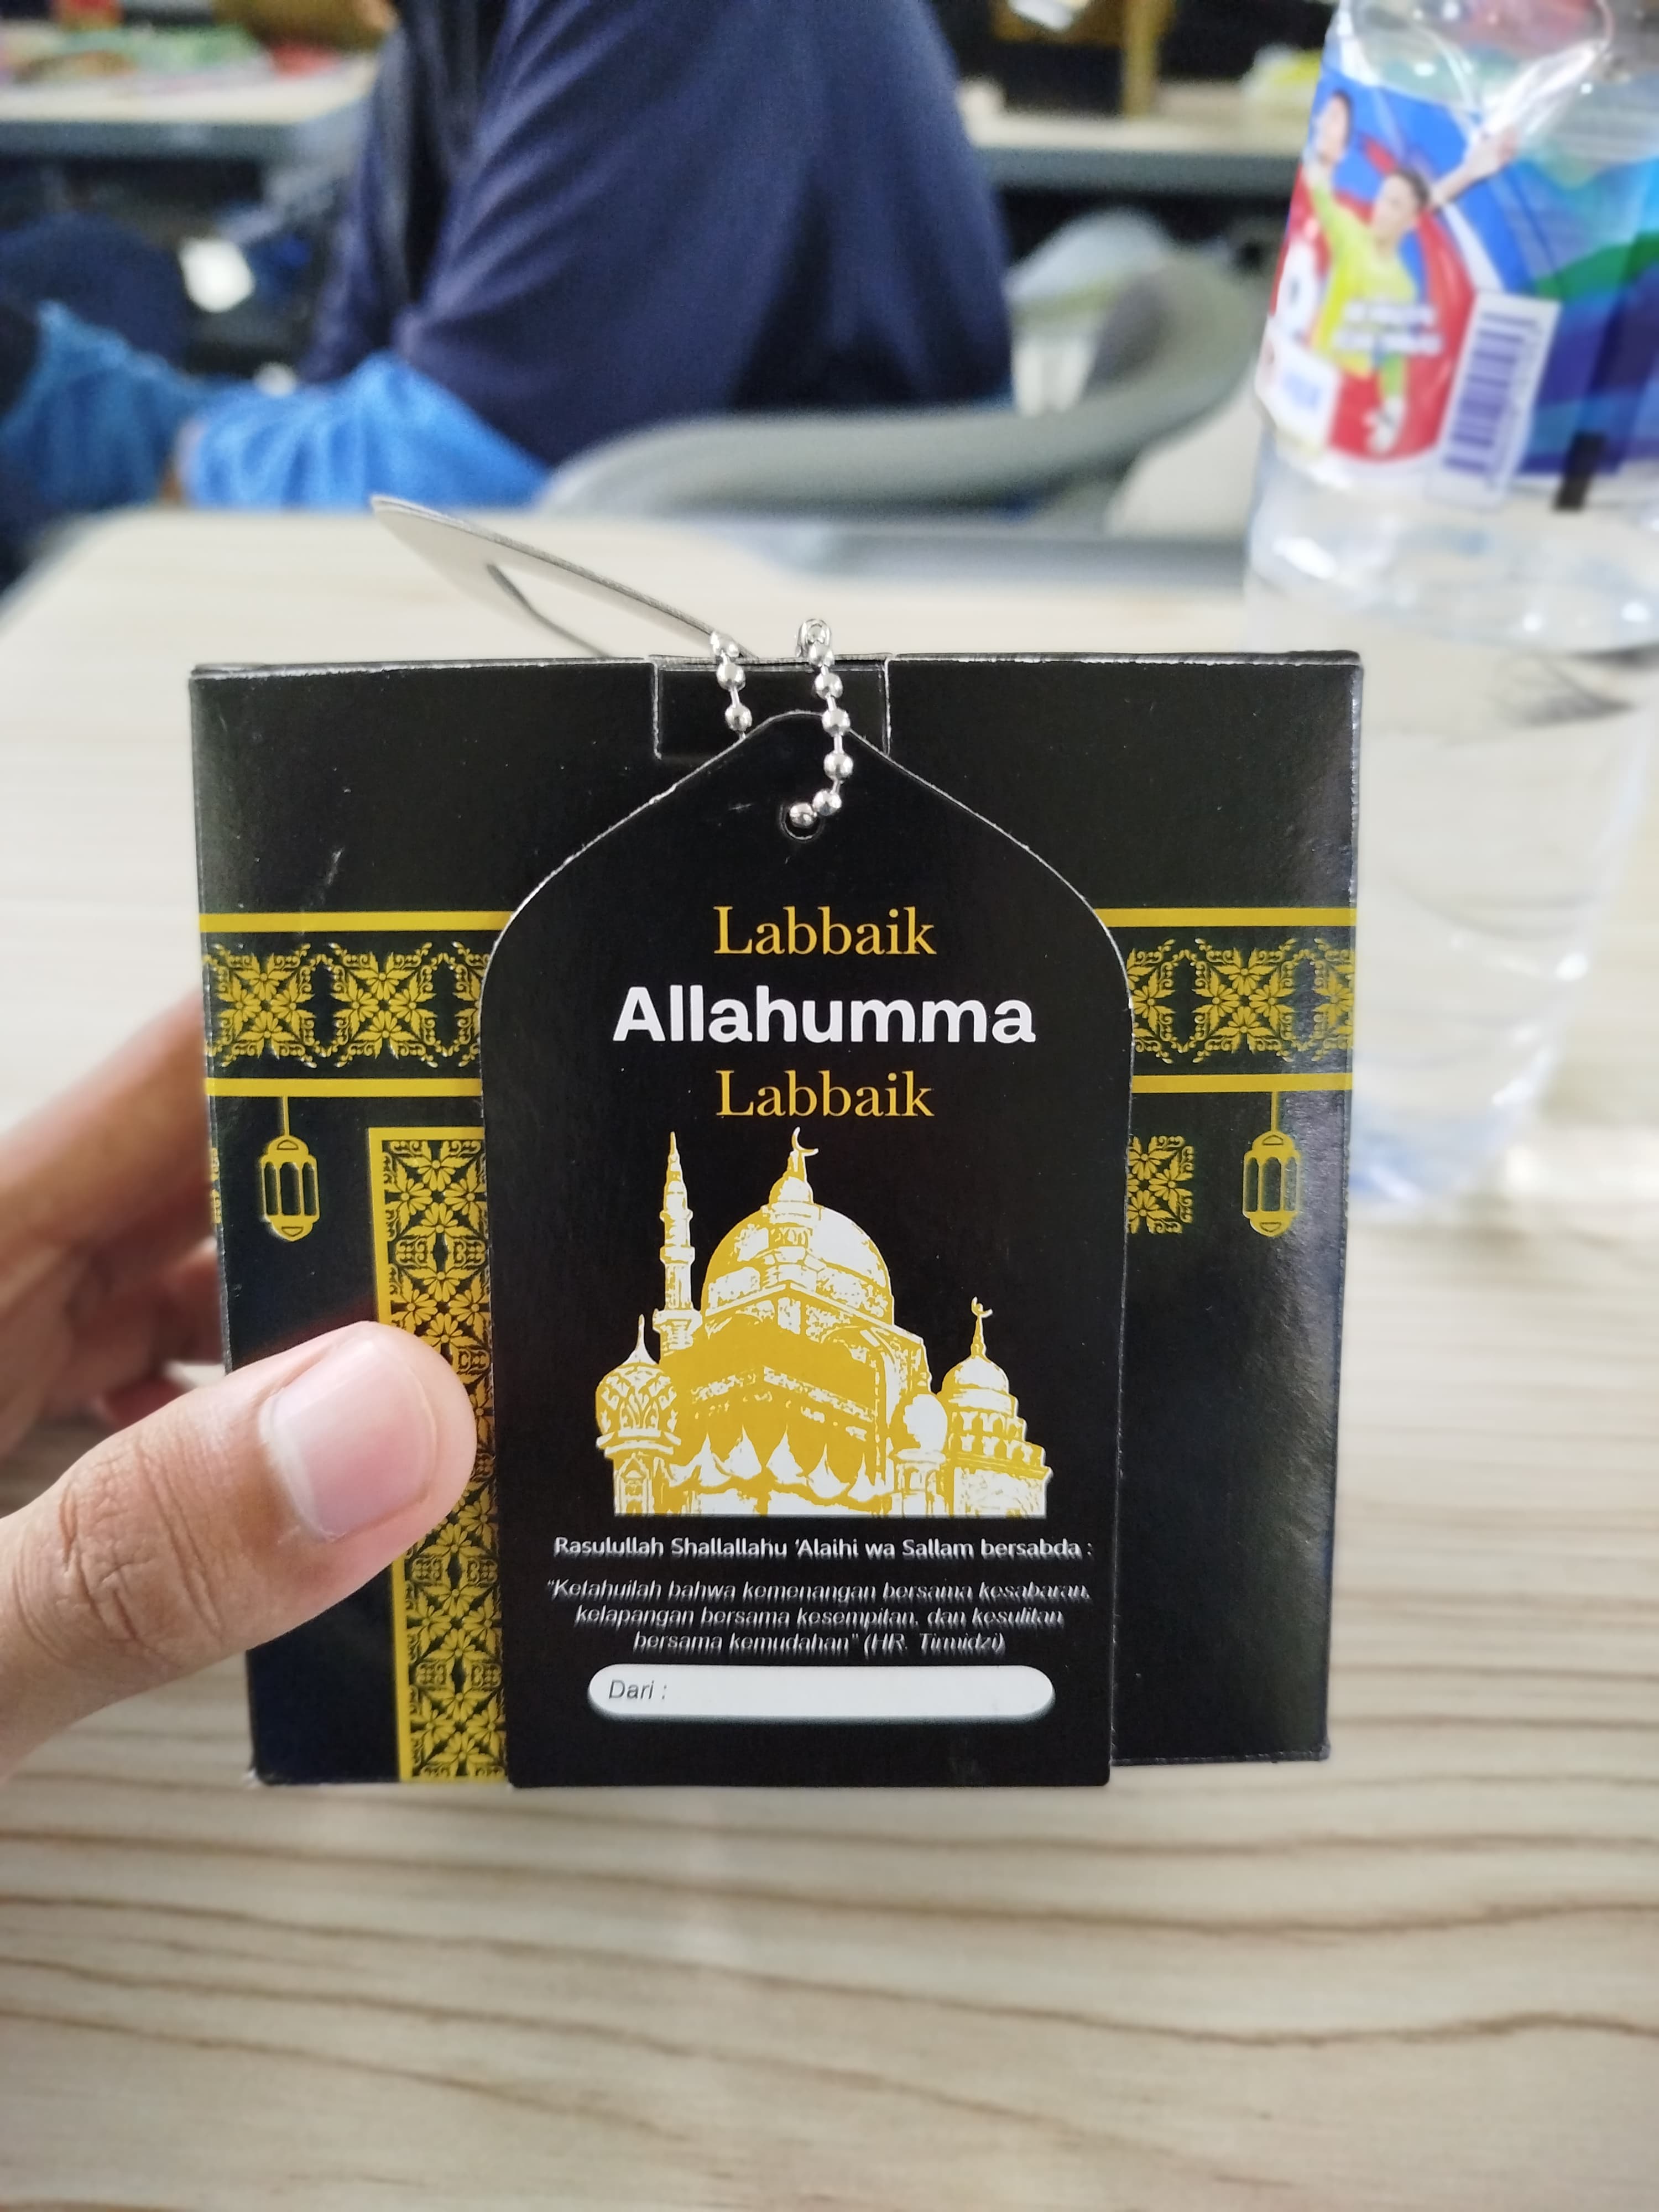 Labbaik
Allahumma
Labbaik
Rasulullah Shallallahu 'Alaihi wa Sallam bersabda :
"Ketahuilah bahwa kemenangan bersama kesabaran,
kelapangan bersama kesempitan, dan kesulitan
bersama kemudahan" (HR. Tirmidzi)
Dari :